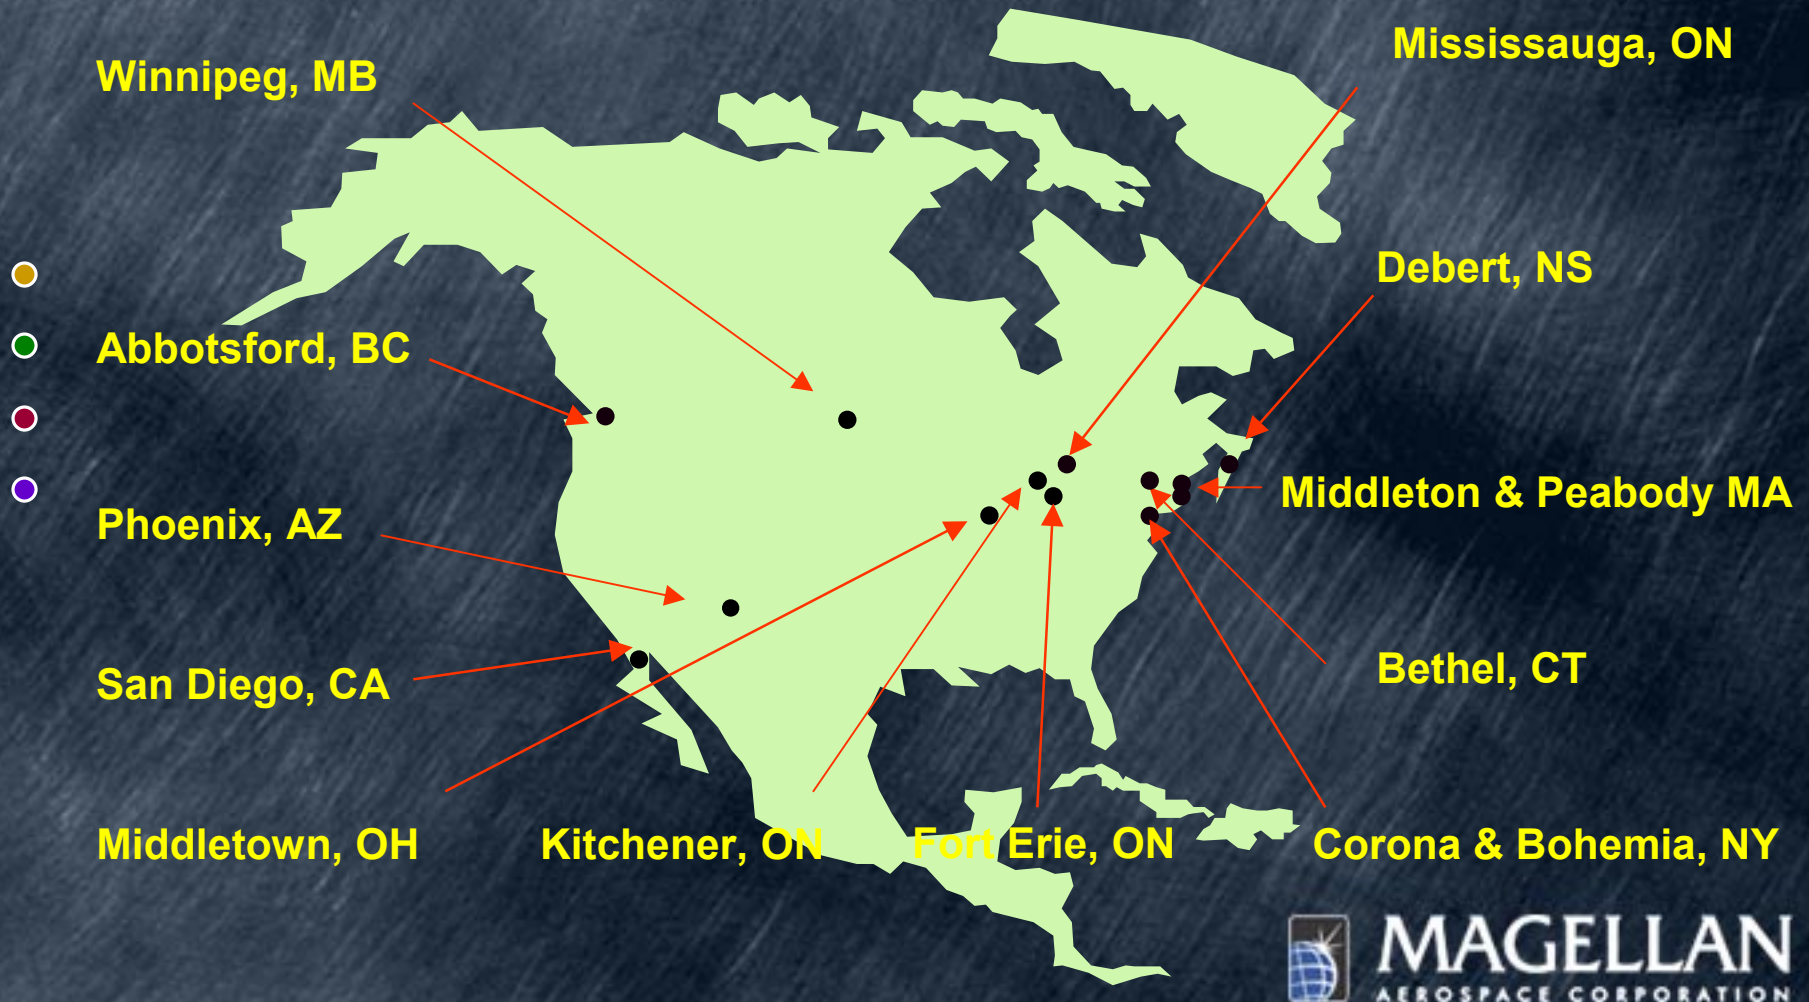 Mississauga, ON
Winnipeg, MB
Debert, NS
Abbotsford, BC
Middleton & Peabody MA
Phoenix, AZ
Bethel, CT
San Diego, CA
Middletown, OH
Kitchener, ON
Fort Erie, ON
Corona & Bohemia, NY
MAGELLAN
AEROSPACE CORPORATION